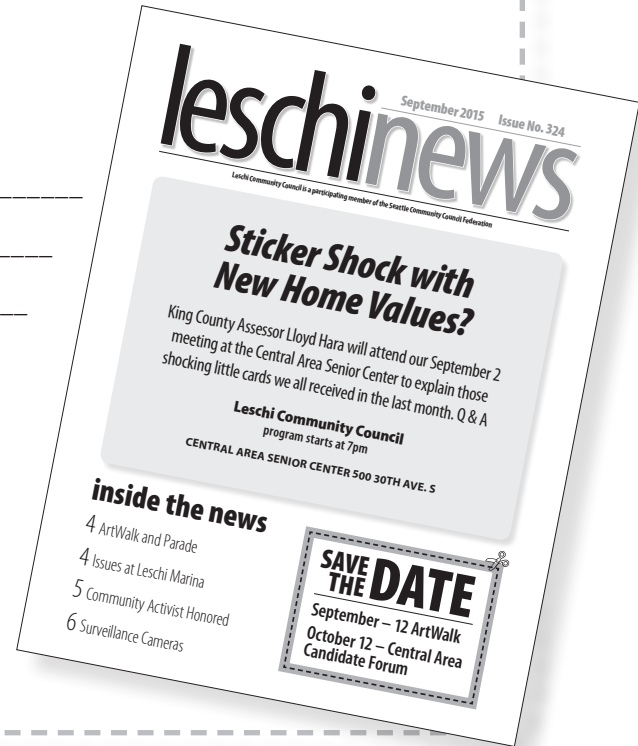 September 2015 Issue No. 324
leschinews
Leschi Community Council is a participating member of the Seattle Community Council Federation
Sticker Shock with
New Home Values?
King County Assessor Lloyd Hara will attend our September 2
meeting at the Central Area Senior Center to explain those
shocking little cards we all received in the last month. Q & A
Leschi Community Council
program starts at 7pm
CENTRAL AREA SENIOR CENTER 500 30TH AVE. S
inside the news
4 ArtWalk and Parade
4 Issues at Leschi Marina
5 Community Activist Honored
6 Surveillance Cameras
SAVE
THE DATE
September – 12 ArtWalk
October 12 – Central Area
Candidate Forum